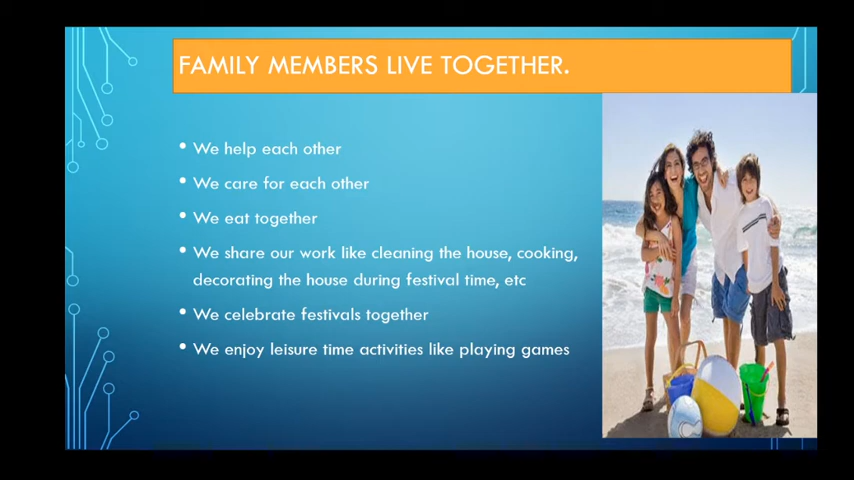 FAMILY MEMBERS LIVE TOGETHER.
• We help each other
• We care for each other
• We eat together
• We share our work like cleaning the house, cooking,
decorating the house during festival time, etc
• We celebrate festivals together
• We enjoy leisure time activities like playing games